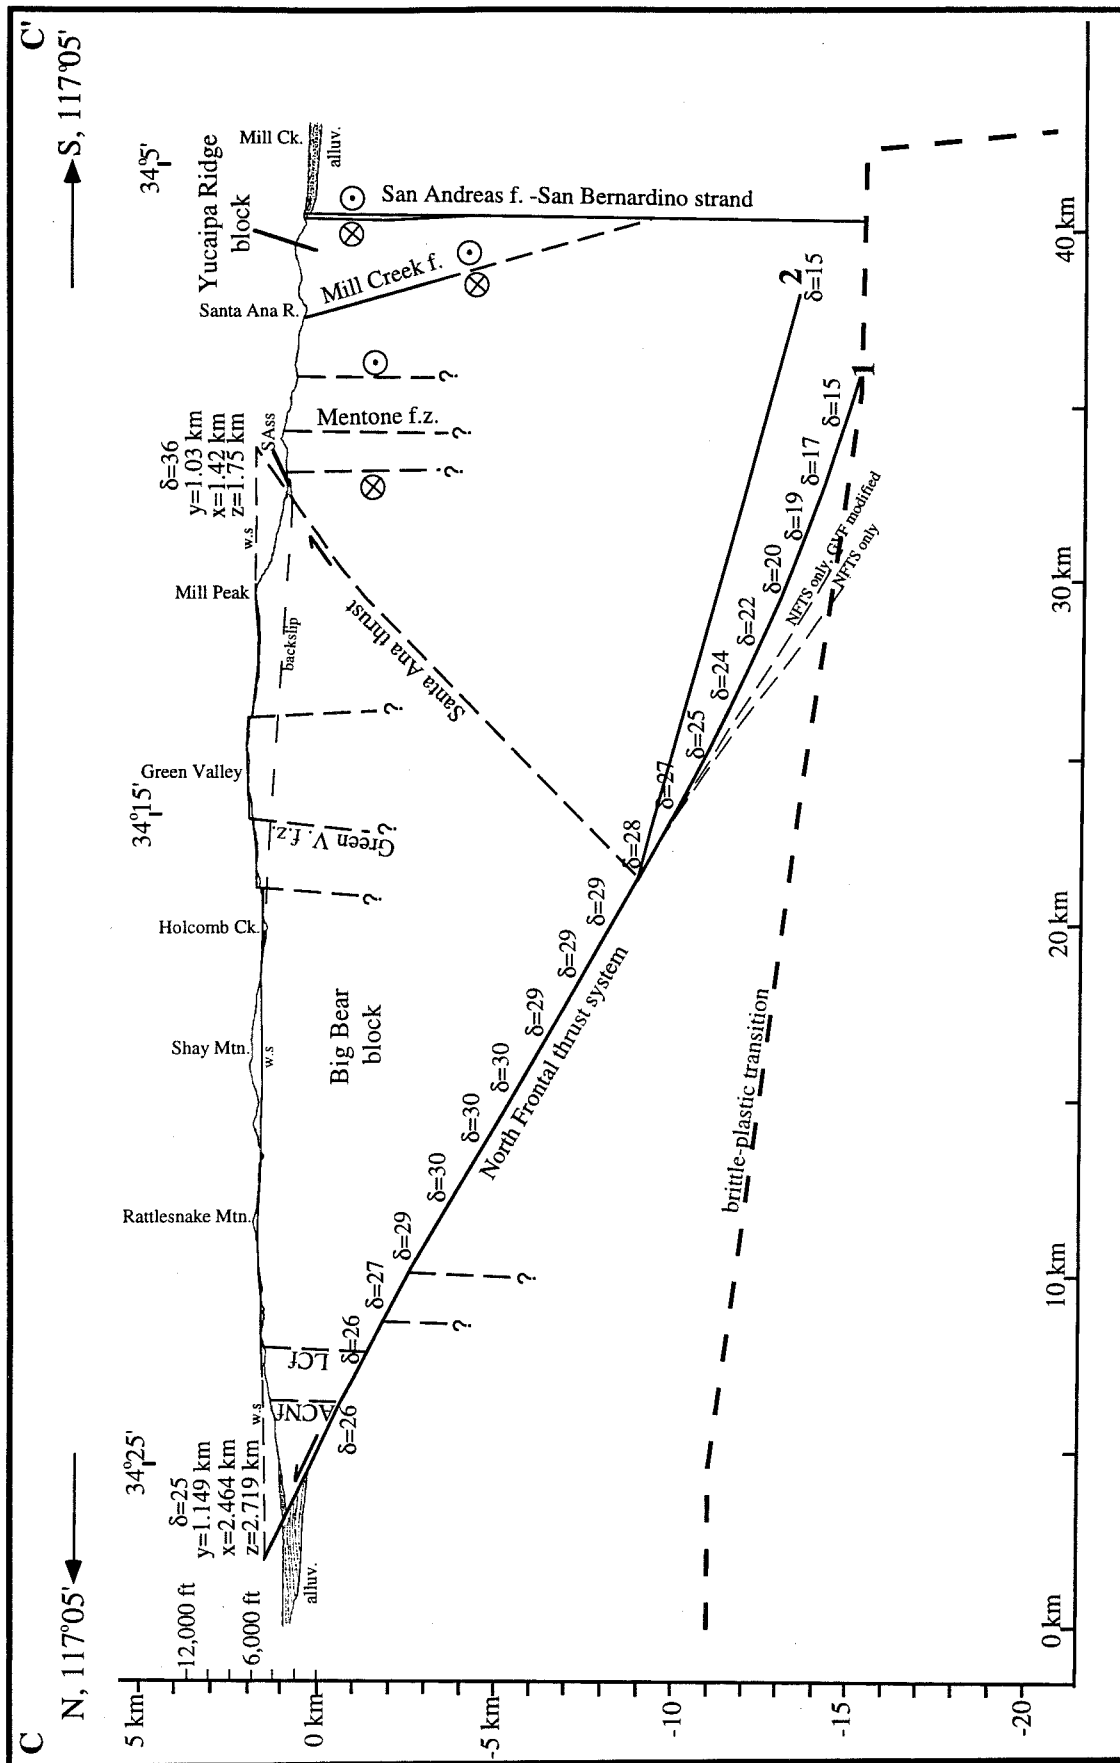 C
C'
N, 117°05'
S, 117°05'
34°25'
34°15'
34°5'
12,000 ft
6,000 ft
δ=25
y=1.149 km
x=2.464 km
z=2.719 km
δ=36
y=1.03 km
x=1.42 km
z=1.75 km
w.s
w.s
w.s
Rattlesnake Mtn.
Shay Mtn.
Holcomb Ck.
Green Valley
Mill Peak
SAss
Santa Ana R.
Yucaipa Ridge
block
Mill Ck.
alluv.
alluv.
backslip
ACNf
LCf
Green V. f.z.
Big Bear
block
Santa Ana thrust
Mentone f.z.
Mill Creek f.
San Andreas f. -San Bernardino strand
?
?
?
?
?
?
?
?
δ=26
δ=26
δ=27
δ=29
δ=30
δ=30
δ=30
δ=29
δ=29
δ=29
δ=28
δ=27
δ=25
δ=24
δ=22
δ=20
δ=19
δ=17
δ=15
1
2
δ=15
North Frontal thrust system
NFTS only, GVF modified
NFTS only
brittle-plastic transition
5 km
0 km
-5 km
-10
-15
-20
0 km
10 km
20 km
30 km
40 km